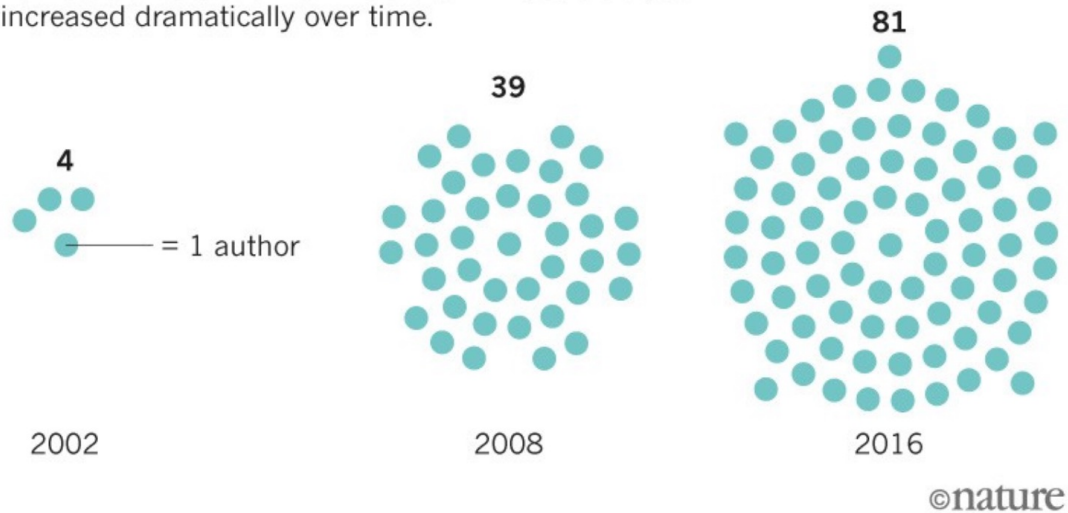 increased dramatically over time.
81
39
4
= 1 author
2002
2008
2016
©nature